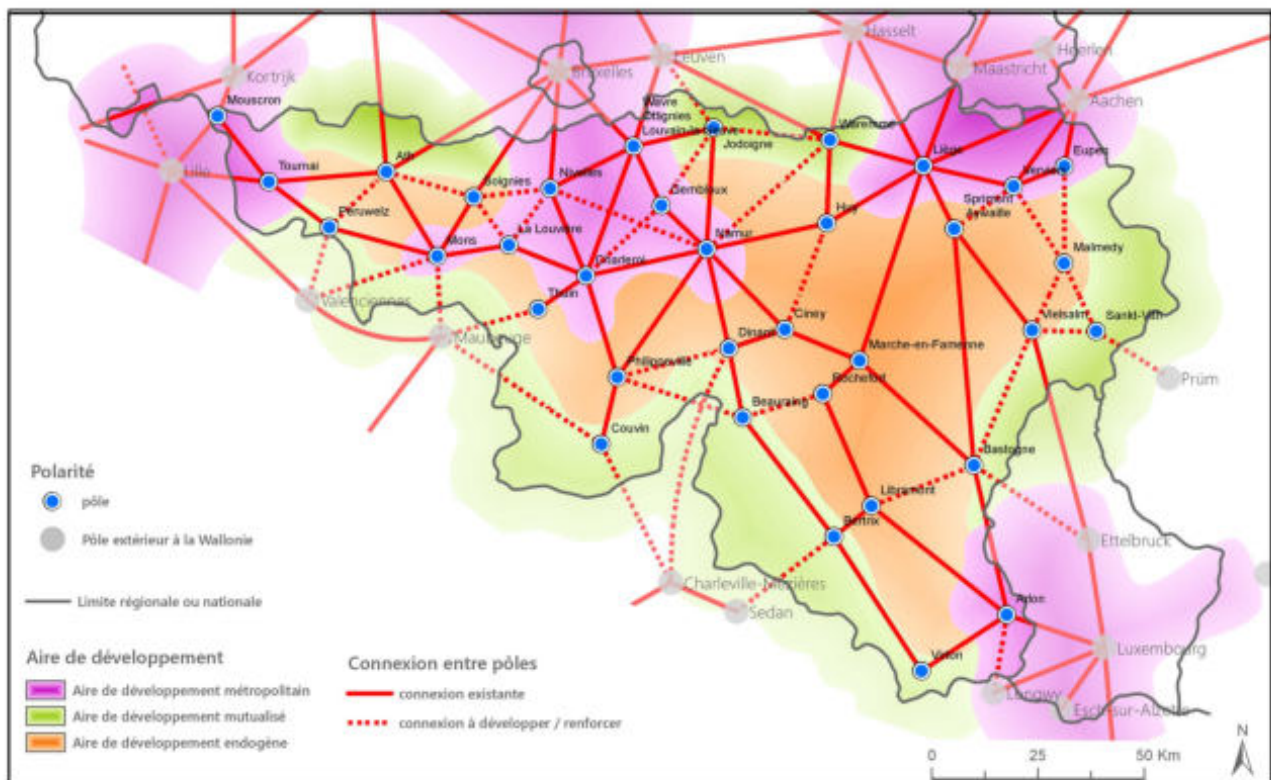 Hasselt
Leuven
Heerlen
Bruxelles
Maastricht
Kortrijk
Aachen
Mouscron
Wavre
Ottignies
Louvain-la-Neuve
Waremme
Jodoigne
Liège
Eupen
Lille
Tournai
Ath
Verviers
Soignies
Nivelles
Gembloux
Sprimont
Aywaille
Péruwelz
Huy
La Louvière
Mons
Namur
Malmedy
Charleroi
Valenciennes
Thuin
Ciney
Vielsalm
Sankt-Vith
Maubeuge
Dinant
Marche-en-Famenne
Philippeville
Rochefort
Prüm
Beauraing
Couvin
Bastogne
Polarité
pôle
Libramont
Bertrix
Pôle extérieur à la Wallonie
Ettelbruck
Charleville-Mézières
Limite régionale ou nationale
Sedan
Arlon
Luxembourg
Aire de développement
Connexion entre pôles
Virton
Aire de développement métropolitain
connexion existante
Longwy
Esch-sur-Alzette
Aire de développement mutualisé
connexion à développer / renforcer
Aire de développement endogène
N
0 25 50 Km